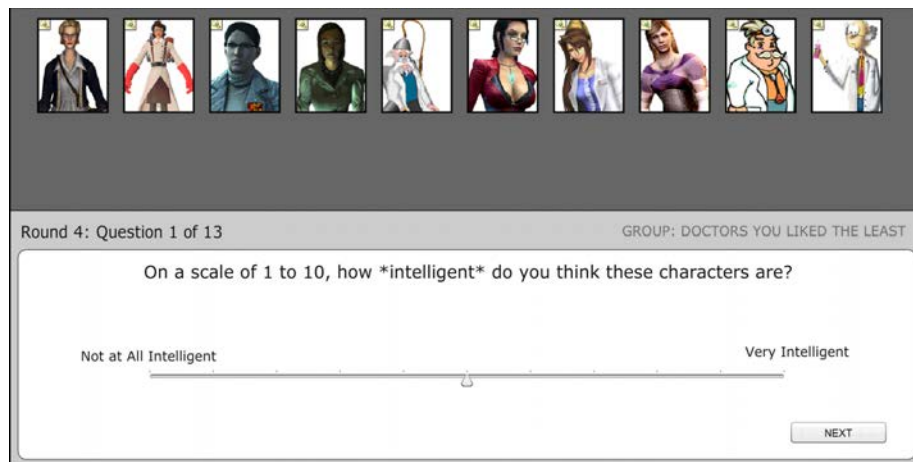 Round 4: Question 1 of 13
GROUP: DOCTORS YOU LIKED THE LEAST
On a scale of 1 to 10, how *intelligent* do you think these characters are?
Not at All Intelligent
Very Intelligent
NEXT